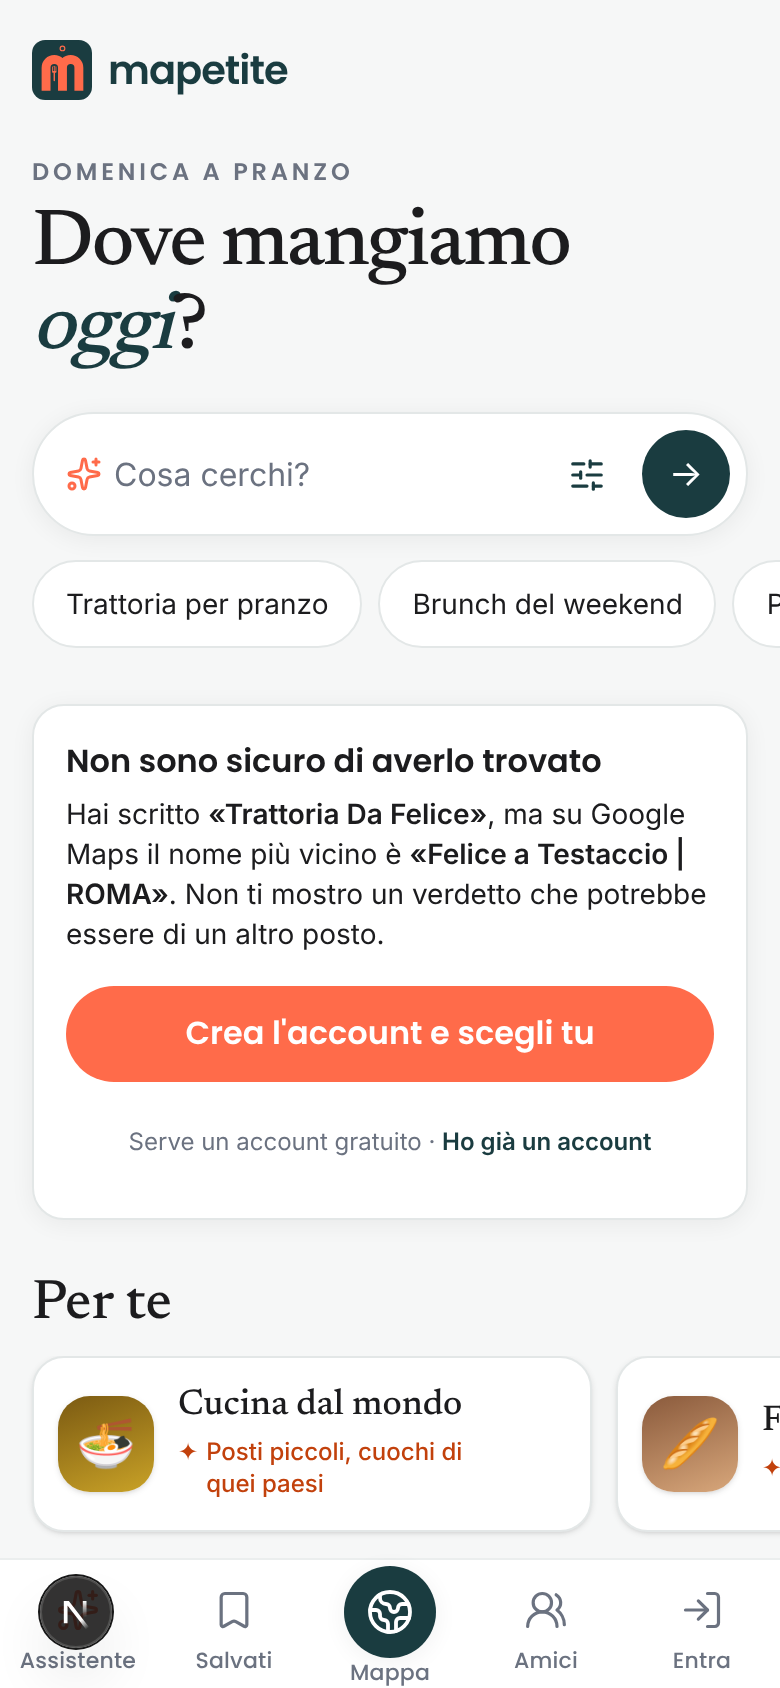 mapetite
DOMENICA A PRANZO
Dove mangiamo
oggi?
Cosa cerchi?
Trattoria per pranzo
Brunch del weekend
P
Non sono sicuro di averlo trovato
Hai scritto «Trattoria Da Felice», ma su Google
Maps il nome più vicino è «Felice a Testaccio |
ROMA». Non ti mostro un verdetto che potrebbe
essere di un altro posto.
Crea l'account e scegli tu
Serve un account gratuito · Ho già un account
Per te
Cucina dal mondo
F
✦ Posti piccoli, cuochi di
quei paesi
N
Assistente
Salvati
Mappa
Amici
Entra